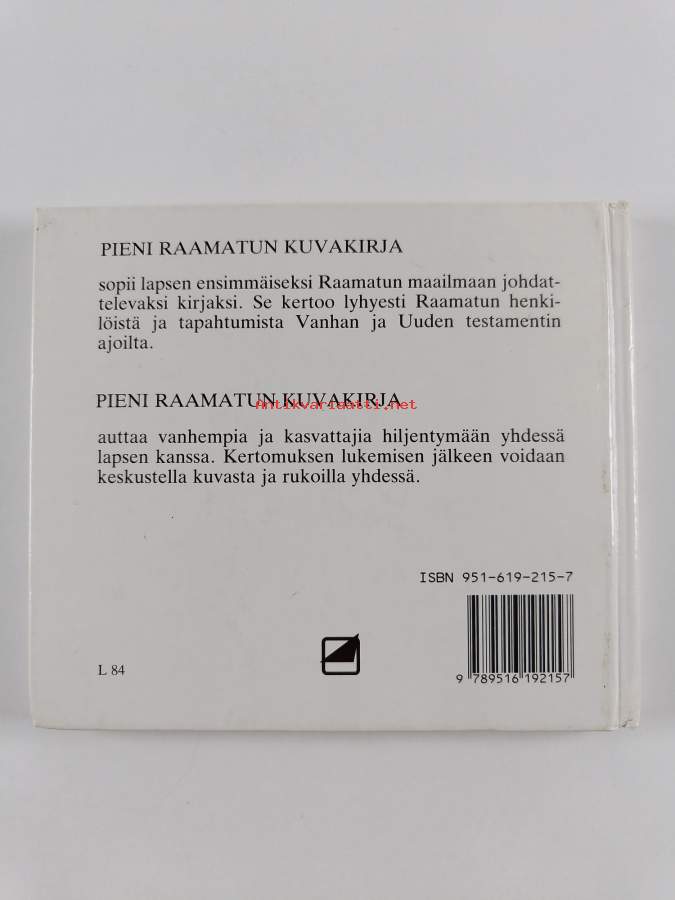 PIENI RAAMATUN KUVAKIRJA
sopii lapsen ensimmäiseksi Raamatun maailmaan johdat-
televaksi kirjaksi. Se kertoo lyhyesti Raamatun henki-
löistä ja tapahtumista Vanhan ja Uuden testamentin
ajoilta.
PIENI RAAMATUN KUVAKIRJA
Antikvariaatti.net
auttaa vanhempia ja kasvattajia hiljentymään yhdessä
lapsen kanssa. Kertomuksen lukemisen jälkeen voidaan
keskustella kuvasta ja rukoilla yhdessä.
ISBN 951-619-215-7
L 84
9 789516 192157